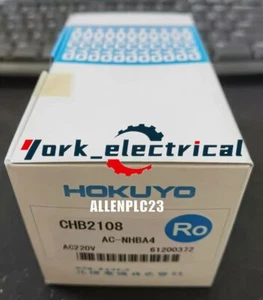 York_electrical
ALLENPLC23
HOKUYO
CHB2108
Ro
AC-NHBA4
AC220V 61200372